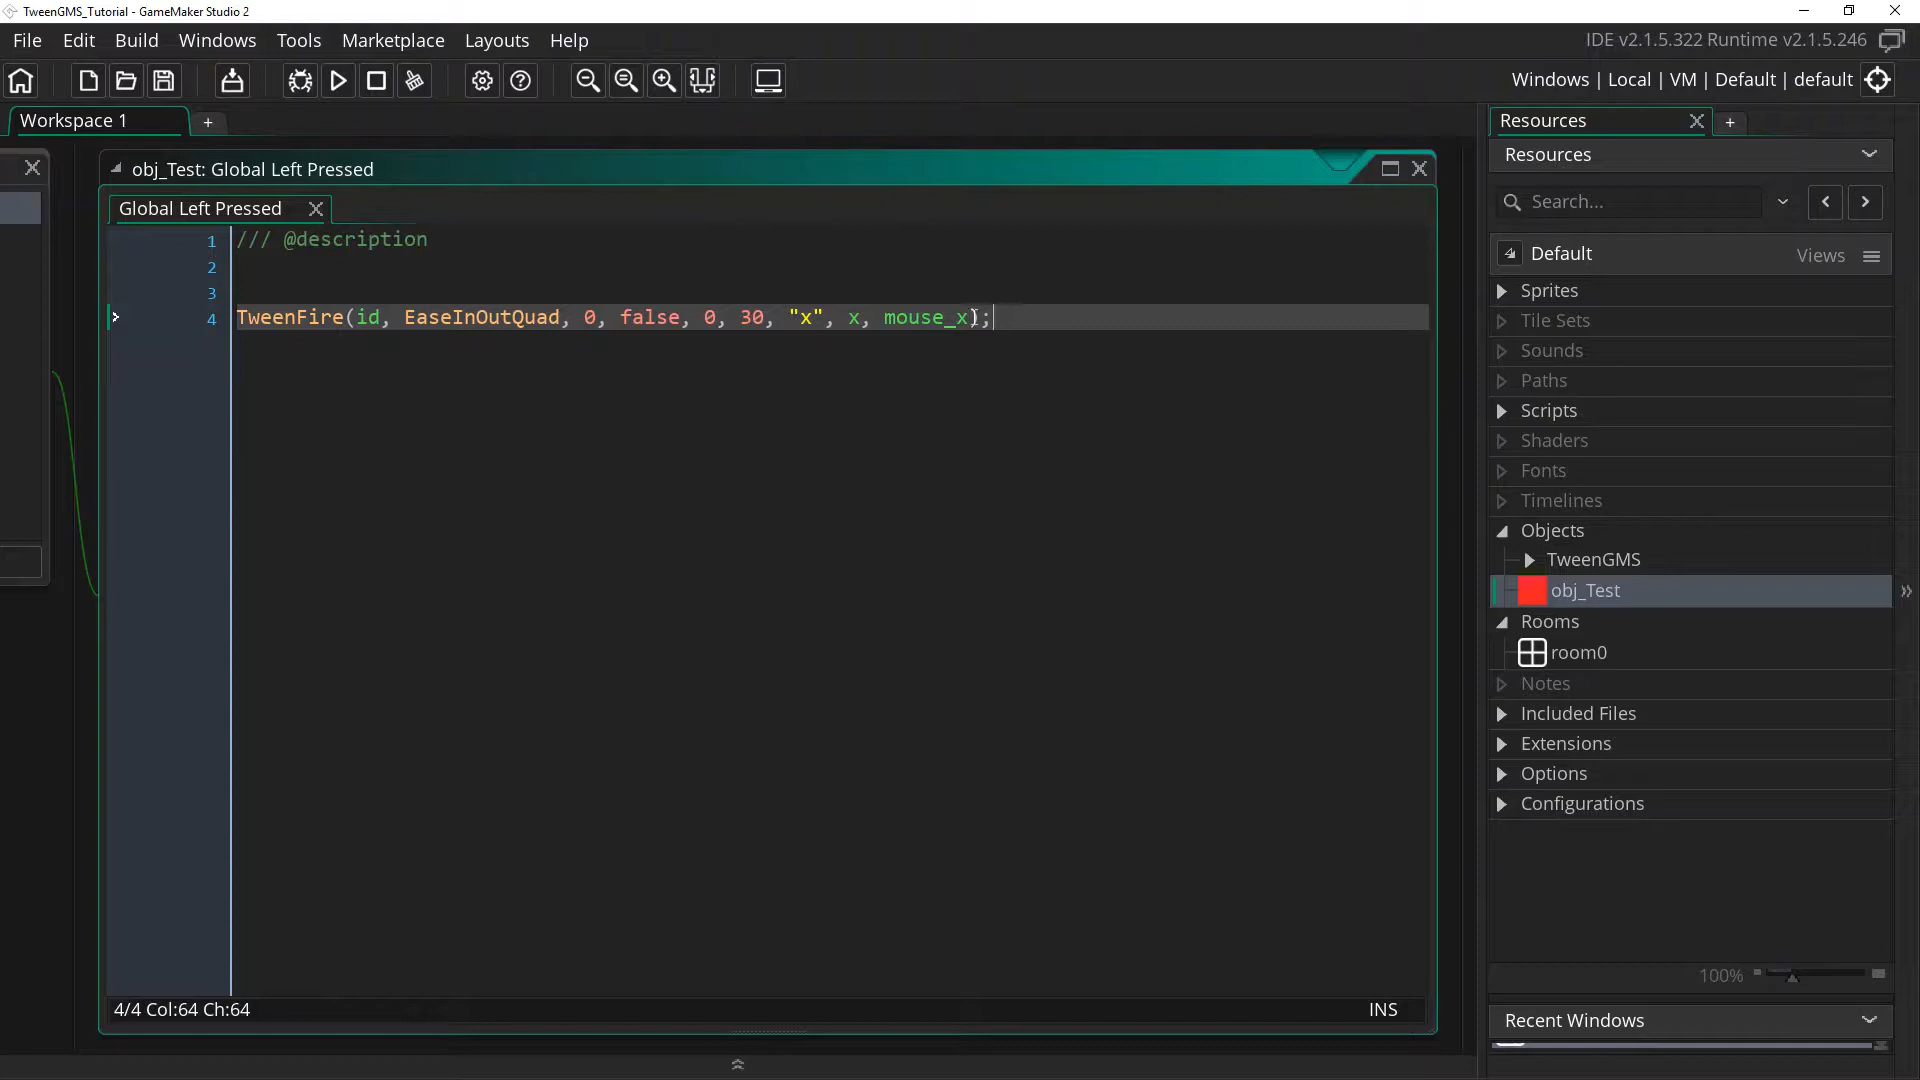 TweenGMS_Tutorial - GameMaker Studio 2
File Edit Build Windows Tools Marketplace Layouts Help
IDE v2.1.5.322 Runtime v2.1.5.246
Windows | Local | VM | Default | default
Workspace 1
+
obj_Test: Global Left Pressed
Global Left Pressed
1 /// @description
2
3
4 TweenFire(id, EaseInOutQuad, 0, false, 0, 30, "x", x, mouse_x);
4/4 Col:64 Ch:64
INS
Resources
+
Resources
Search...
Default
Views
Sprites
Tile Sets
Sounds
Paths
Scripts
Shaders
Fonts
Timelines
Objects
TweenGMS
obj_Test
Rooms
room0
Notes
Included Files
Extensions
Options
Configurations
100%
Recent Windows